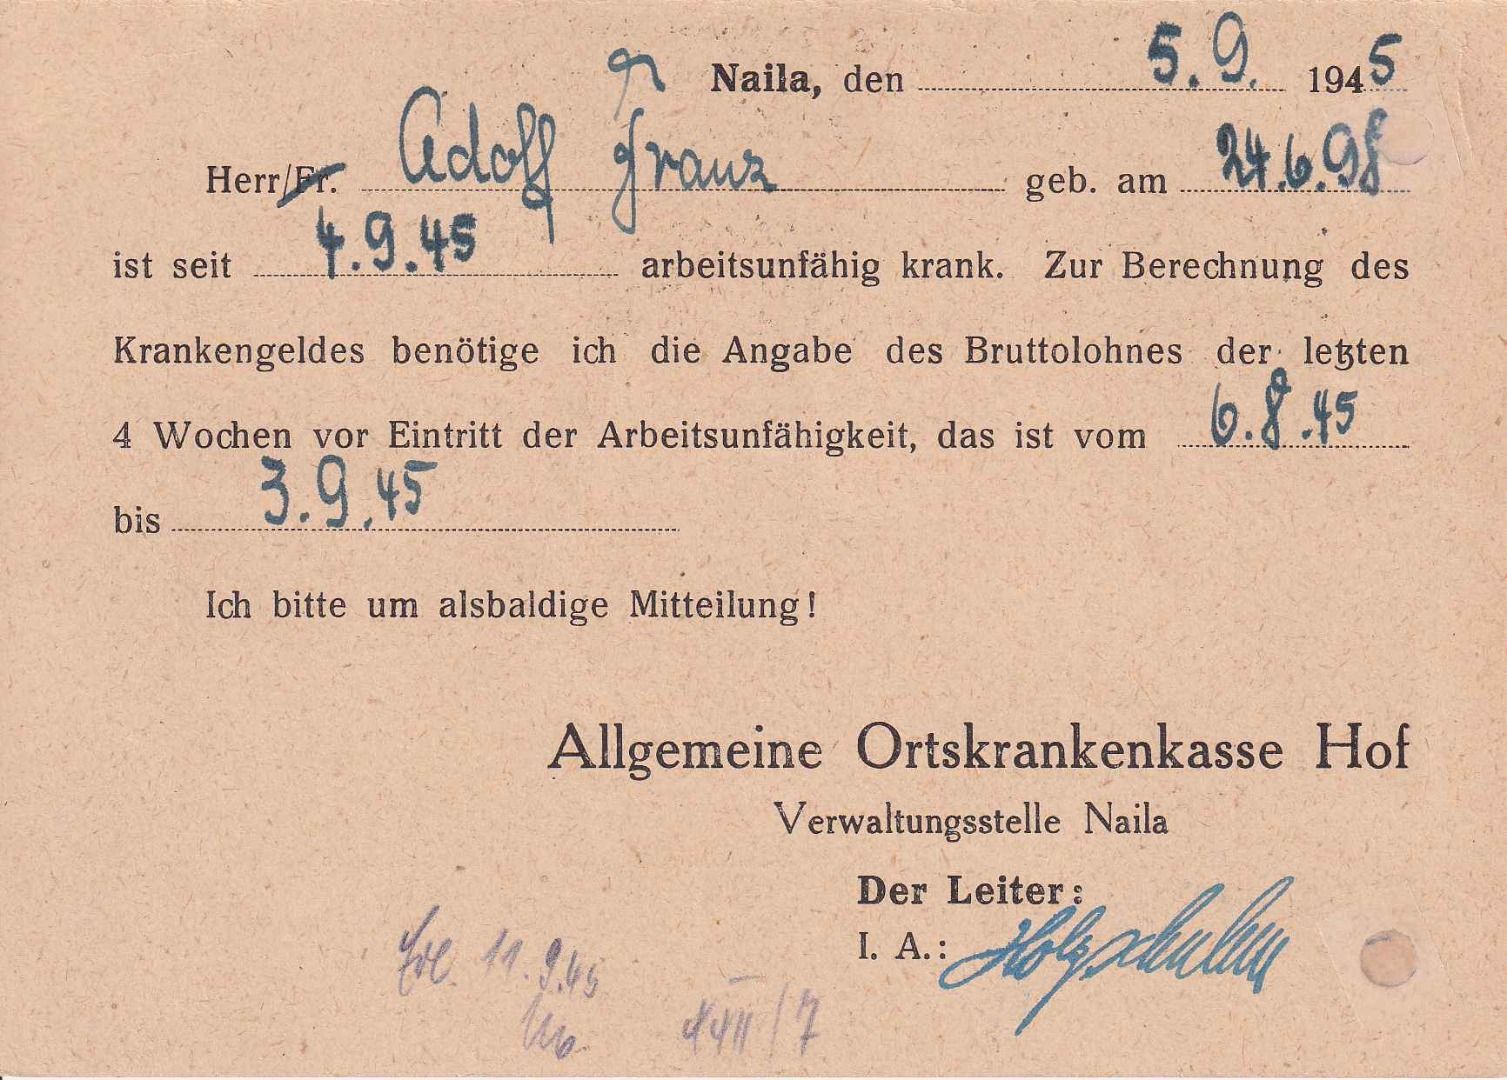 Naila, den 5.9. 1945
Herr/Fr. Adolf Franz geb. am 24.6.98
ist seit 4.9.45 arbeitsunfähig krank. Zur Berechnung des
Krankengeldes benötige ich die Angabe des Bruttolohnes der letzten
4 Wochen vor Eintritt der Arbeitsunfähigkeit, das ist vom 6.8.45
bis 3.9.45
Ich bitte um alsbaldige Mitteilung!
Allgemeine Ortskrankenkasse Hof
Verwaltungsstelle Naila
Der Leiter:
I. A.:
11.9.45